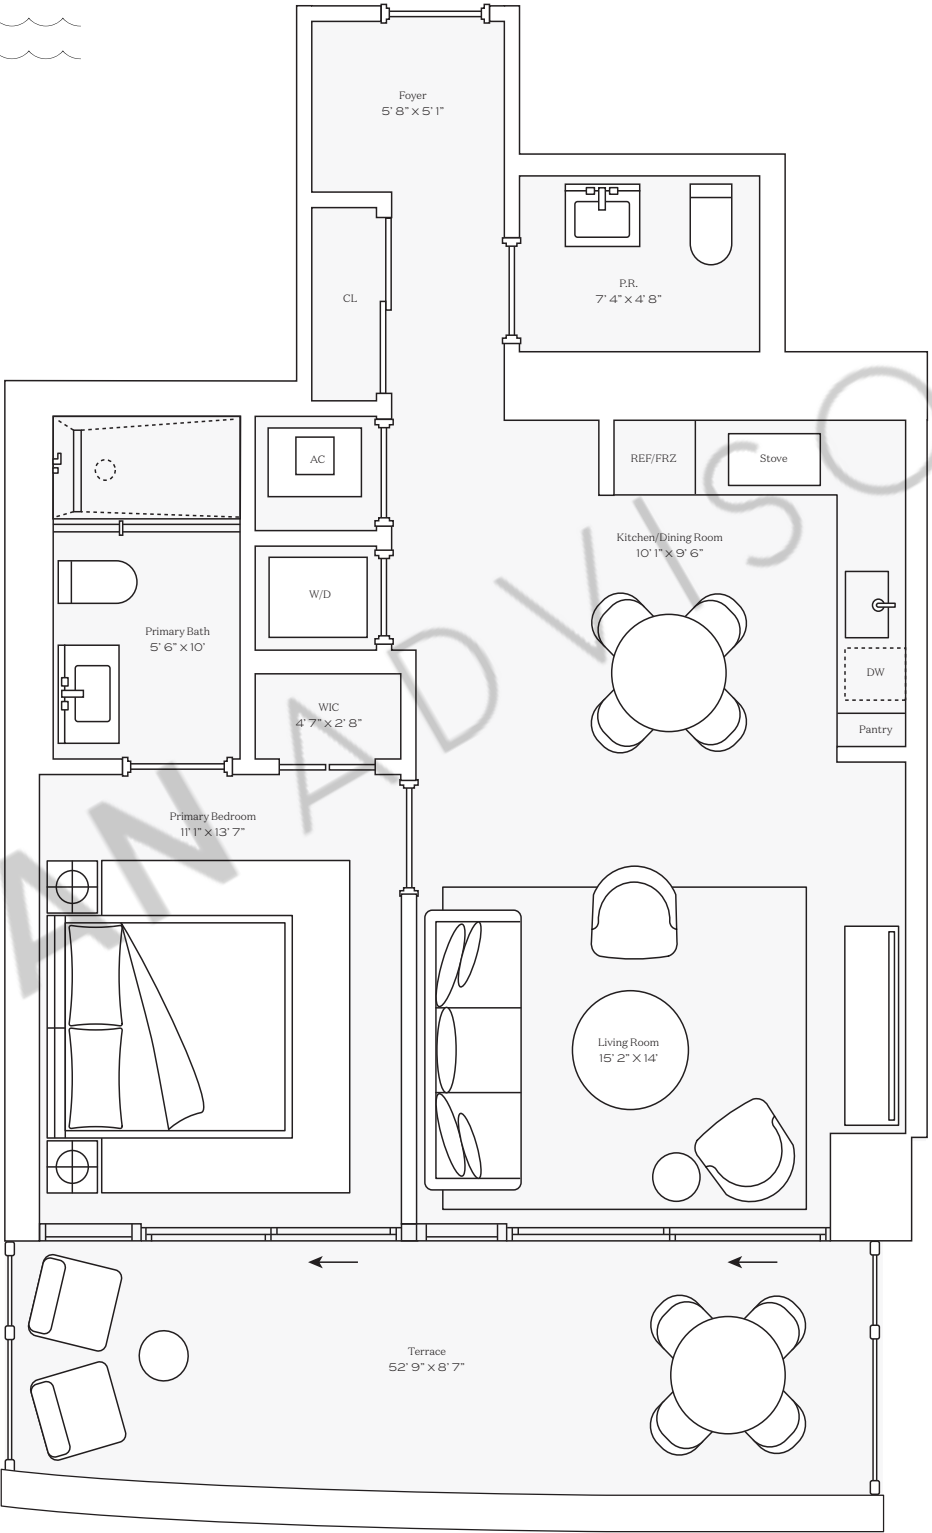 Foyer
5' 8" X 5' 1"
P.R.
7' 4" X 4' 8"
CL
AC
REF/FRZ
Stove
Kitchen/Dining Room
10' 1" X 9' 6"
W/D
Primary Bath
5' 6" X 10'
DW
WIC
4' 7" X 2' 8"
Pantry
Primary Bedroom
11' 1" X 13' 7"
Living Room
15' 2" X 14'
Terrace
52' 9" X 8' 7"
AN ADVISO